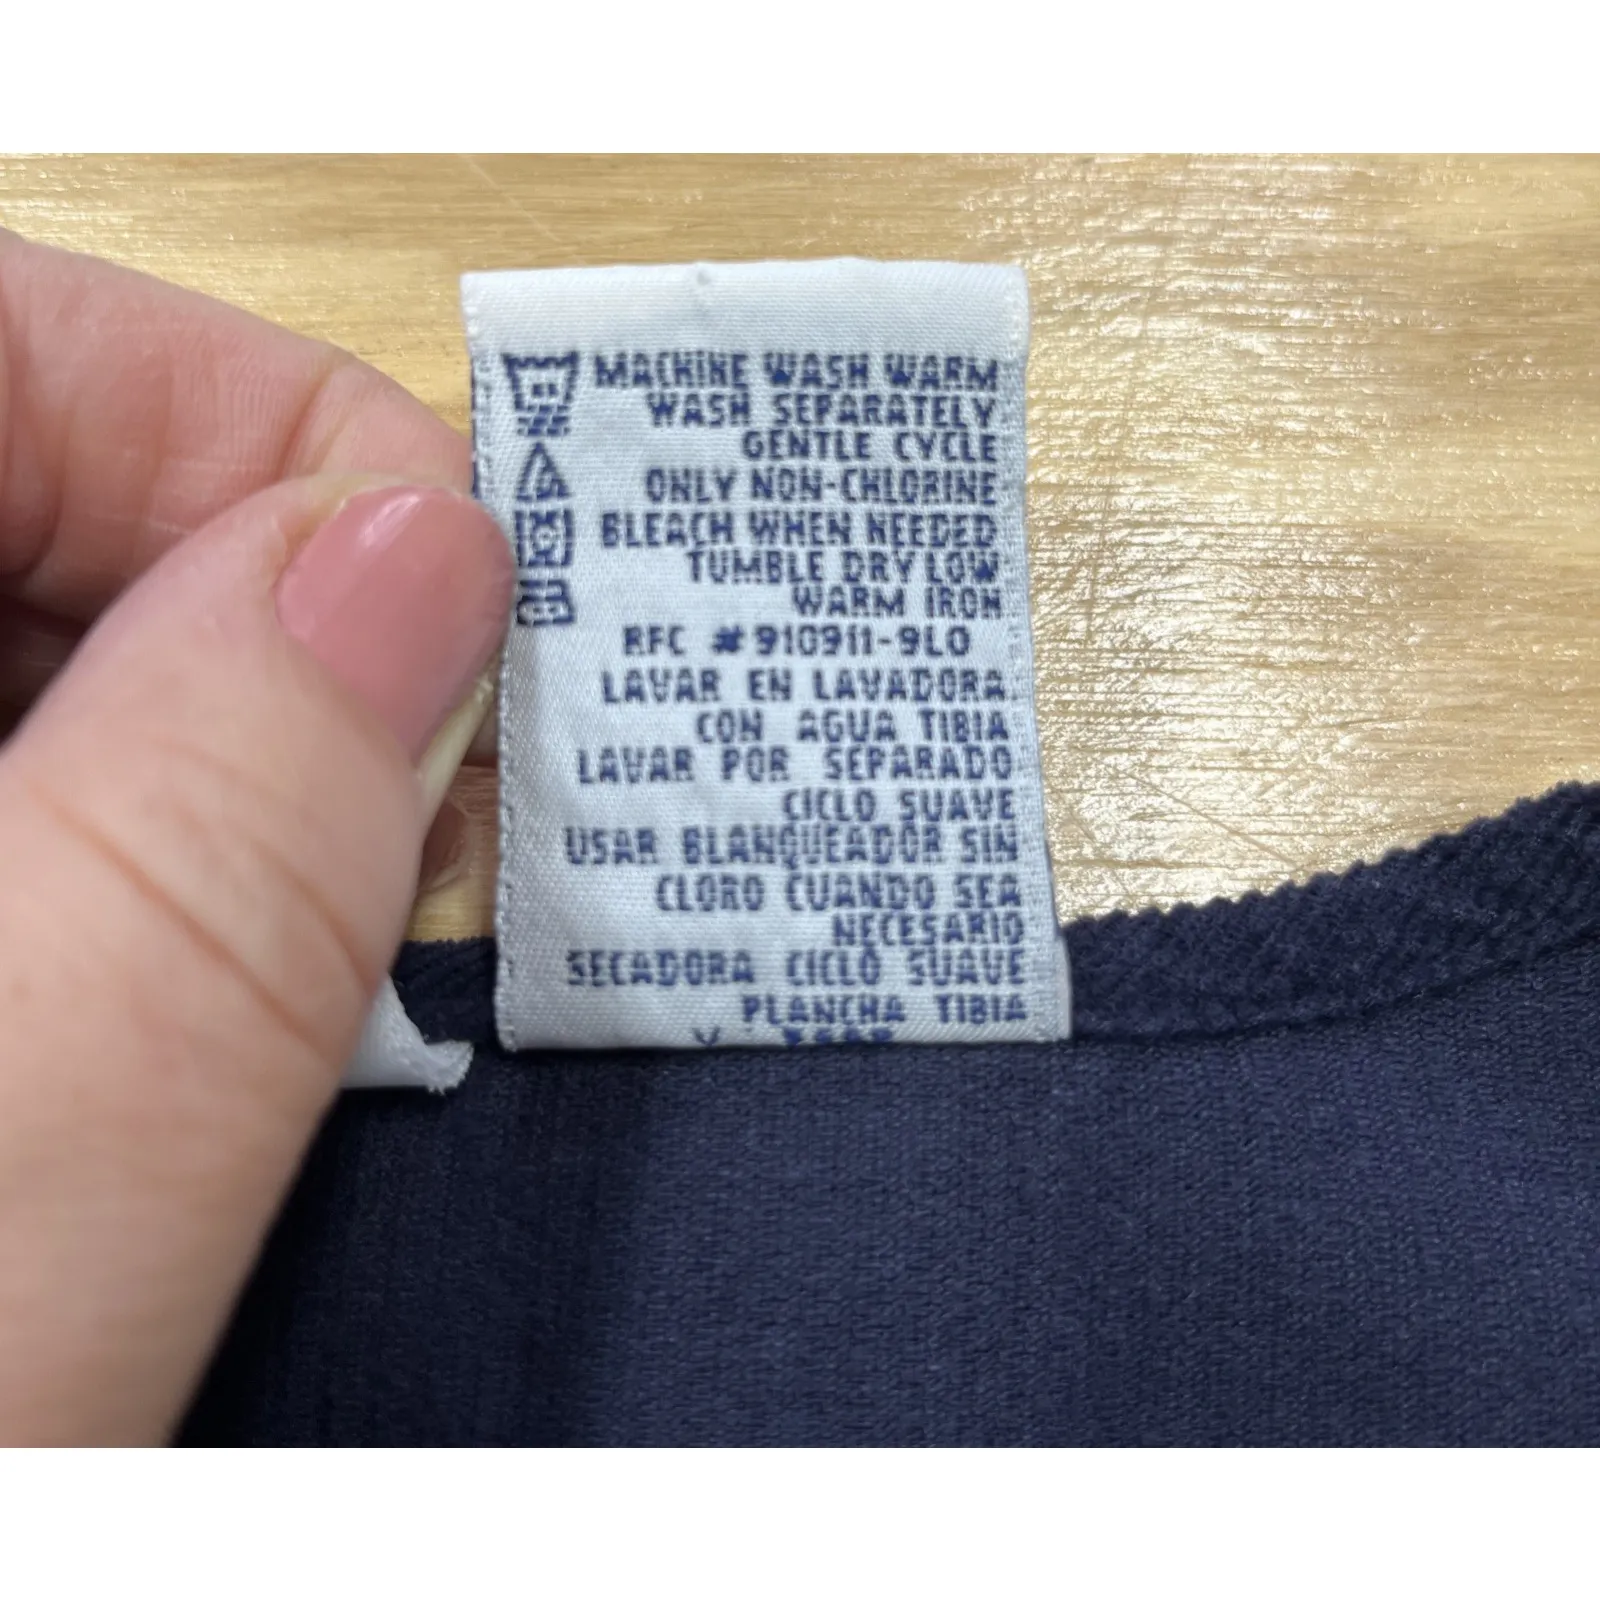 MACHINE WASH WARM
WASH SEPARATELY
GENTLE CYCLE
ONLY NON-CHLORINE
BLEACH WHEN NEEDED
TUMBLE DRY LOW
WARM IRON
RFC #910911-9L0
LAVAR EN LAVADORA
CON AGUA TIBIA
LAVAR POR SEPARADO
CICLO SUAVE
USAR BLANQUEADOR SIN
CLORO CUANDO SEA
NECESARIO
SECADORA CICLO SUAVE
PLANCHA TIBIA